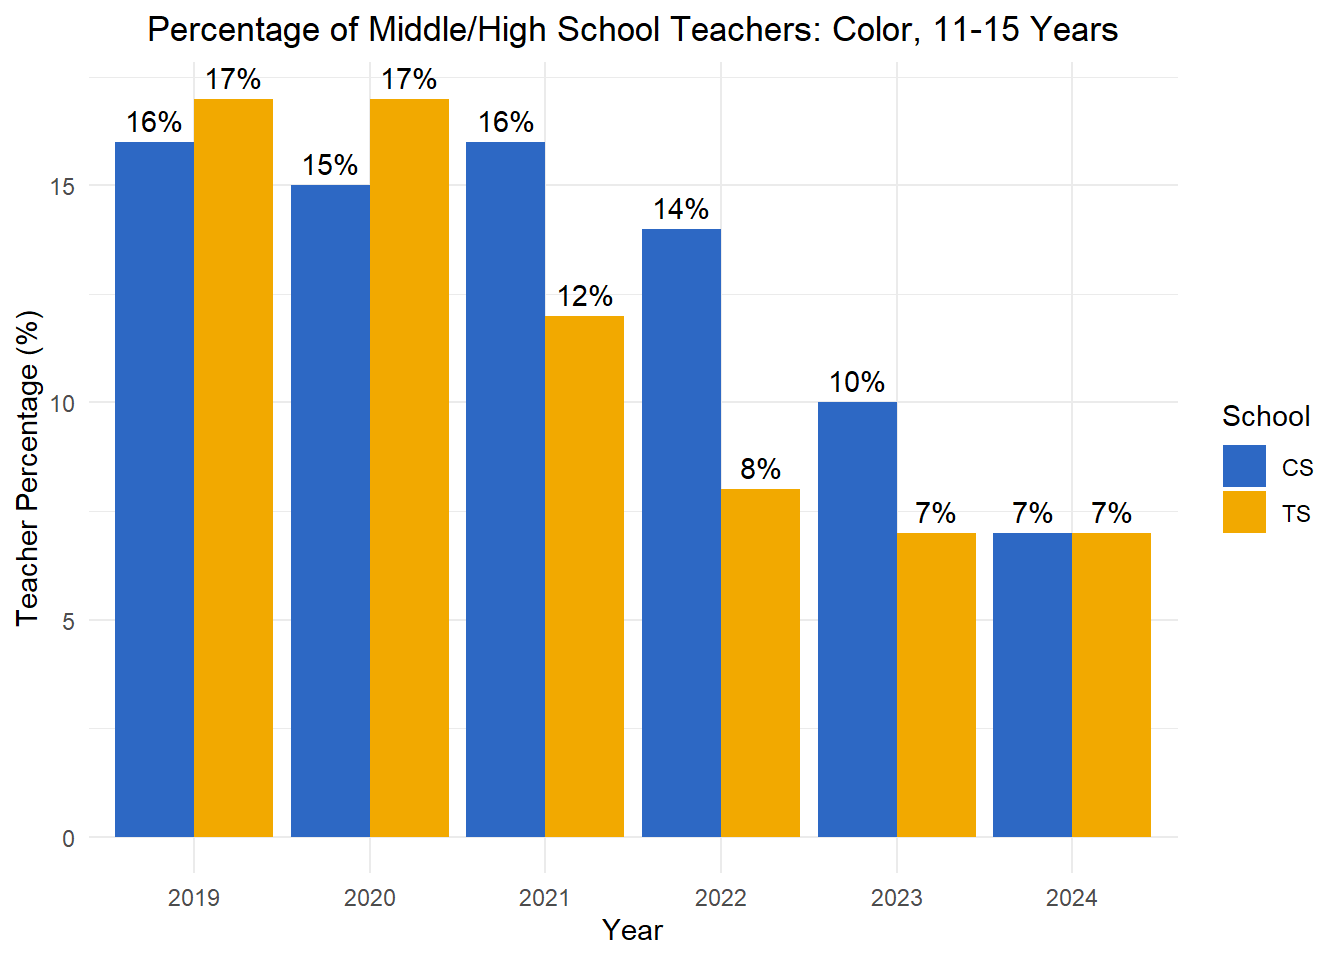 Percentage of Middle/High School Teachers: Color, 11-15 Years
16% 17% 15% 17% 16% 12% 14% 8% 10% 7% 7% 7%
Teacher Percentage (%)
15
10
5
0
2019 2020 2021 2022 2023 2024
Year
School
CS
TS